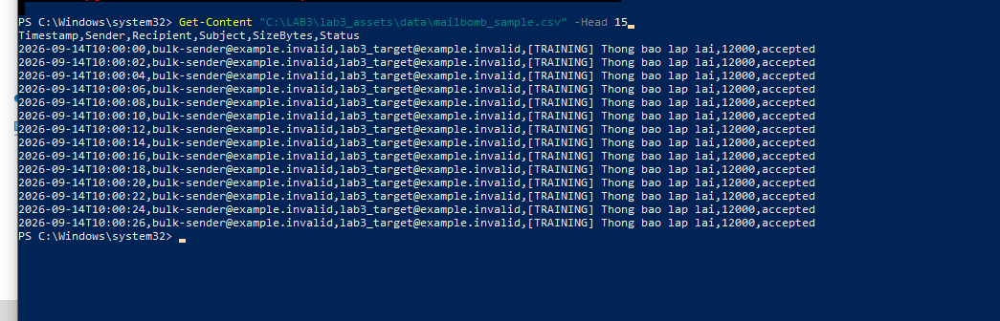 PS C:\Windows\system32> Get-Content "C:\LAB3\lab3_assets\data\mailbomb_sample.csv" -Head 15
Timestamp,Sender,Recipient,Subject,SizeBytes,Status
2026-09-14T10:00:00,bulk-sender@example.invalid,lab3_target@example.invalid,[TRAINING] Thong bao lap lai,12000,accepted
2026-09-14T10:00:02,bulk-sender@example.invalid,lab3_target@example.invalid,[TRAINING] Thong bao lap lai,12000,accepted
2026-09-14T10:00:04,bulk-sender@example.invalid,lab3_target@example.invalid,[TRAINING] Thong bao lap lai,12000,accepted
2026-09-14T10:00:06,bulk-sender@example.invalid,lab3_target@example.invalid,[TRAINING] Thong bao lap lai,12000,accepted
2026-09-14T10:00:08,bulk-sender@example.invalid,lab3_target@example.invalid,[TRAINING] Thong bao lap lai,12000,accepted
2026-09-14T10:00:10,bulk-sender@example.invalid,lab3_target@example.invalid,[TRAINING] Thong bao lap lai,12000,accepted
2026-09-14T10:00:12,bulk-sender@example.invalid,lab3_target@example.invalid,[TRAINING] Thong bao lap lai,12000,accepted
2026-09-14T10:00:14,bulk-sender@example.invalid,lab3_target@example.invalid,[TRAINING] Thong bao lap lai,12000,accepted
2026-09-14T10:00:16,bulk-sender@example.invalid,lab3_target@example.invalid,[TRAINING] Thong bao lap lai,12000,accepted
2026-09-14T10:00:18,bulk-sender@example.invalid,lab3_target@example.invalid,[TRAINING] Thong bao lap lai,12000,accepted
2026-09-14T10:00:20,bulk-sender@example.invalid,lab3_target@example.invalid,[TRAINING] Thong bao lap lai,12000,accepted
2026-09-14T10:00:22,bulk-sender@example.invalid,lab3_target@example.invalid,[TRAINING] Thong bao lap lai,12000,accepted
2026-09-14T10:00:24,bulk-sender@example.invalid,lab3_target@example.invalid,[TRAINING] Thong bao lap lai,12000,accepted
2026-09-14T10:00:26,bulk-sender@example.invalid,lab3_target@example.invalid,[TRAINING] Thong bao lap lai,12000,accepted
PS C:\Windows\system32>